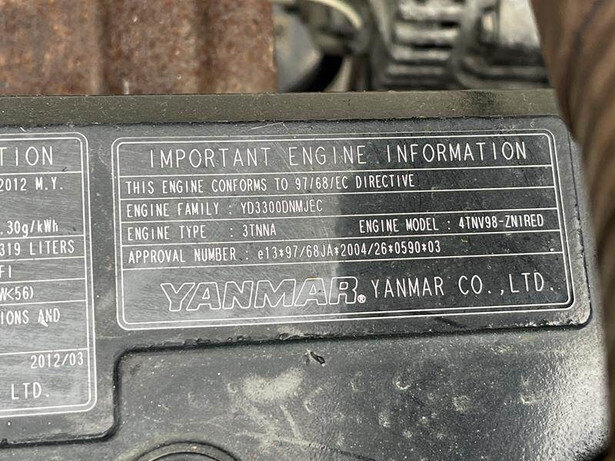 TION
2012 M.Y.
.30g/kWh
319 LITERS
FI
W<56)
IONS AND
2012/03
LTD.
IMPORTANT ENGINE INFORMATION
THIS ENGINE CONFORMS TO 97/68/EC DIRECTIVE
ENGINE FAMILY : YD3300DNMJEC
ENGINE TYPE : 3TNNA ENGINE MODEL : 4TNV98-ZN1RED
APPROVAL NUMBER : e13*97/68JA*2004/26*0590*03
YANMAR® YANMAR CO.,LTD.